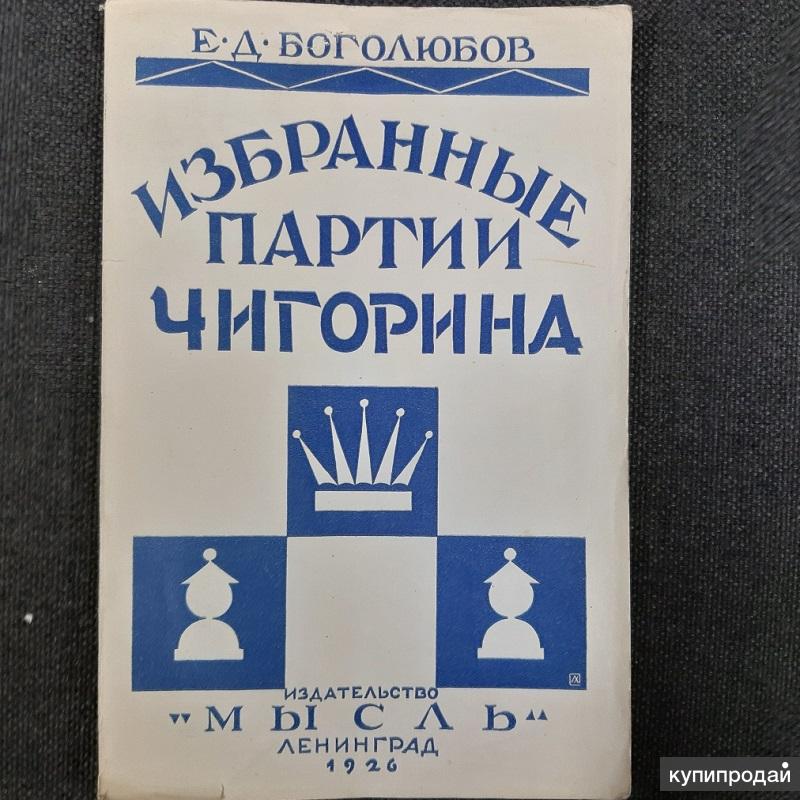 Е·Д·БОГОЛЮБОВ
ИЗБРАННЫЕ
ПАРТИИ
ЧИГОРИНА
ИЗДАТЕЛЬСТВО
"МЫСЛЬ"
ЛЕНИНГРАД
1926
купипродай